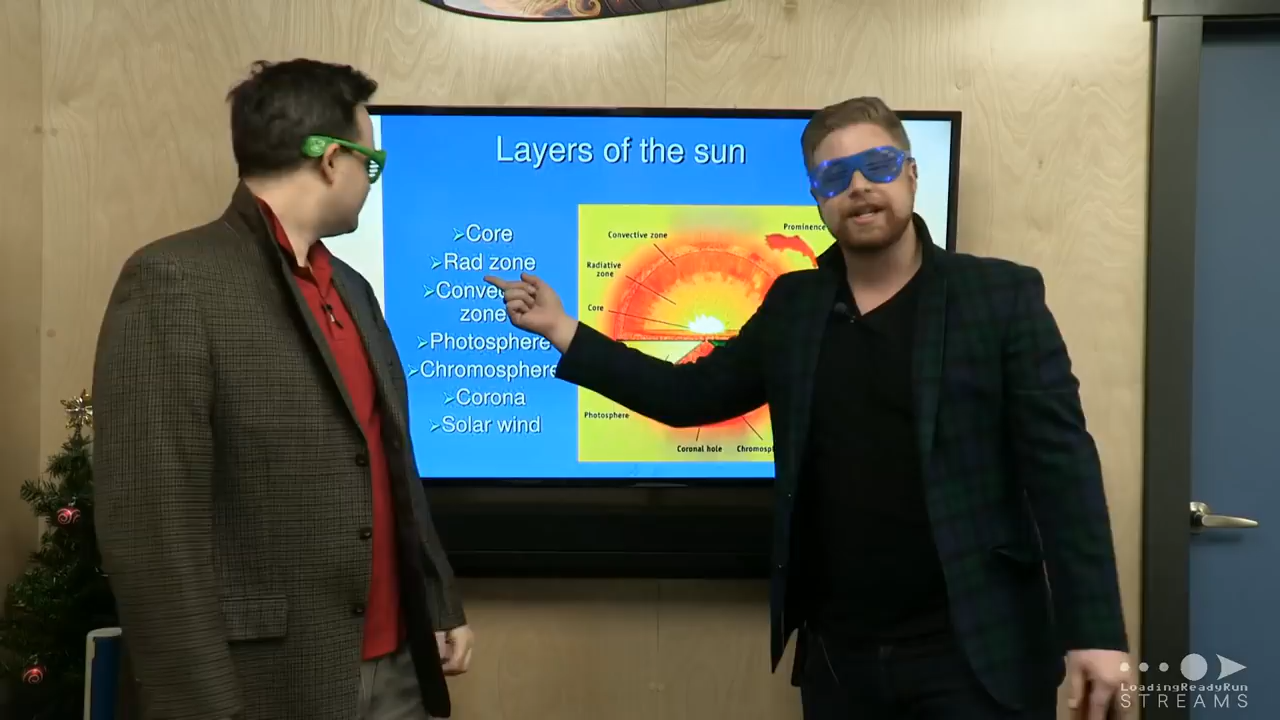 Layers of the sun
➢Core
➢Rad zone
➢Convec
zone
➢Photosphere
➢Chromosphere
➢Corona
➢Solar wind
Convective zone
Prominence
Radiative
zone
Core
Photosphere
Coronal hole
LoadingReadyRun
STREAMS